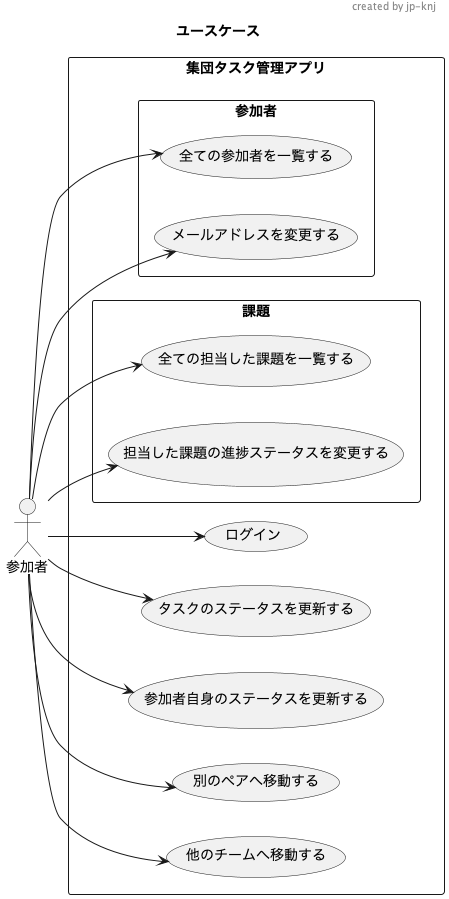 created by jp-knj
ユースケース
集団タスク管理アプリ
参加者
全ての参加者を一覧する
メールアドレスを変更する
課題
全ての担当した課題を一覧する
担当した課題の進捗ステータスを変更する
ログイン
参加者
タスクのステータスを更新する
参加者自身のステータスを更新する
別のペアへ移動する
他のチームへ移動する